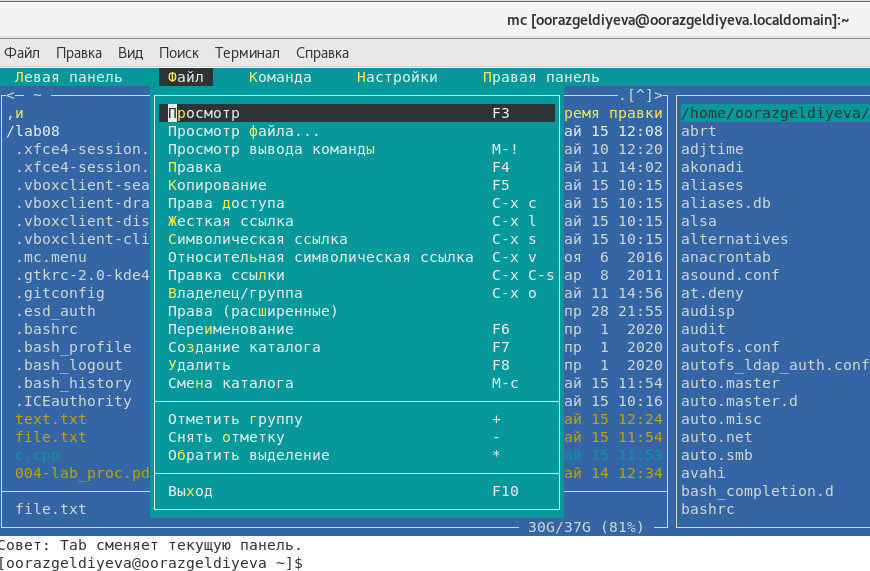 mc [oorazgeldiyeva@oorazgeldiyeva.localdomain]:~
Файл Правка Вид Поиск Терминал Справка
Левая панель Файл Команда Настройки Правая панель
<─ ~ .[^]>
,и ремя правки
/lab08 ай 15 12:08
.xfce4-session. ай 10 12:20
.xfce4-session. ай 11 14:02
.vboxclient-sea ай 15 10:15
.vboxclient-dra ай 15 10:15
.vboxclient-dis ай 15 10:15
.vboxclient-cli ай 15 10:15
.mc.menu оя 6 2016
.gtkrc-2.0-kde4 ар 8 2011
.gitconfig ай 11 14:56
.esd_auth пр 28 21:55
.bashrc пр 1 2020
.bash_profile пр 1 2020
.bash_logout пр 1 2020
.bash_history ай 15 11:54
.ICEauthority ай 15 10:16
text.txt ай 15 12:24
file.txt ай 15 11:54
c.cpp ай 15 11:53
004-lab_proc.pd ай 14 12:34
file.txt
30G/37G (81%)
Просмотр F3
Просмотр файла...
Просмотр вывода команды M-!
Правка F4
Копирование F5
Права доступа C-x c
Жесткая ссылка C-x l
Символическая ссылка C-x s
Относительная символическая ссылка C-x v
Правка ссылки C-x C-s
Владелец/группа C-x o
Права (расширенные)
Переименование F6
Создание каталога F7
Удалить F8
Смена каталога M-c
Отметить группу +
Снять отметку -
Обратить выделение *
Выход F10
/home/oorazgeldiyeva/
abrt
adjtime
akonadi
aliases
aliases.db
alsa
alternatives
anacrontab
asound.conf
at.deny
audisp
audit
autofs.conf
autofs_ldap_auth.conf
auto.master
auto.master.d
auto.misc
auto.net
auto.smb
avahi
bash_completion.d
bashrc
Совет: Tab сменяет текущую панель.
[oorazgeldiyeva@oorazgeldiyeva ~]$